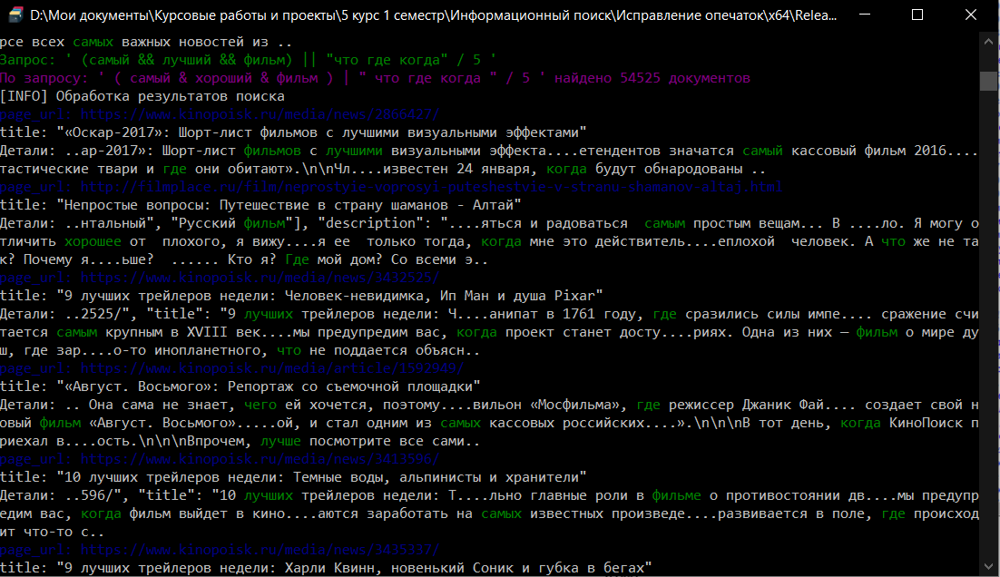 D:\Мои документы\Курсовые работы и проекты\5 курс 1 семестр\Информационный поиск\Исправление опечаток\x64\Relea...
рсе всех самых важных новостей из ..
Запрос: ' (самый && лучший && фильм) || "что где когда" / 5 '
По запросу: ' ( самый & хороший & фильм ) | " что где когда " / 5 ' найдено 54525 документов
[INFO] Обработка результатов поиска
page_url: https://www.kinopoisk.ru/media/news/2866427/
title: "«Оскар-2017»: Шорт-лист фильмов с лучшими визуальными эффектами"
Детали: ..ар-2017»: Шорт-лист фильмов с лучшими визуальными эффекта....етендентов значатся самый кассовый фильм 2016....
тастические твари и где они обитают».\n\nЧл....известен 24 января, когда будут обнародованы ..
page_url: http://filmplace.ru/film/neprostyie-voprosyi-puteshestvie-v-stranu-shamanov-altaj.html
title: "Непростые вопросы: Путешествие в страну шаманов - Алтай"
Детали: ..нтальный", "Русский фильм"], "description": "....яться и радоваться  самым простым вещам... В ....ло. Я могу о
тличить хорошее от  плохого, я вижу....я ее  только тогда, когда мне это действитель....еплохой  человек. А что же не та
к? Почему я....ьше?  ...... Кто я? Где мой дом? Со всеми э..
page_url: https://www.kinopoisk.ru/media/news/3432525/
title: "9 лучших трейлеров недели: Человек-невидимка, Ип Ман и душа Pixar"
Детали: ..2525/", "title": "9 лучших трейлеров недели: Ч....анипат в 1761 году, где сразились силы импе.... сражение счи
тается самым крупным в XVIII век....мы предупредим вас, когда проект станет досту....риях. Одна из них — фильм о мире ду
ш, где зар....о-то инопланетного, что не поддается объясн..
page_url: https://www.kinopoisk.ru/media/article/1592949/
title: "«Август. Восьмого»: Репортаж со съемочной площадки"
Детали: .. Она сама не знает, чего ей хочется, поэтому....вильон «Мосфильма», где режиссер Джаник Фай.... создает свой н
овый фильм «Август. Восьмого».....ой, и стал одним из самых кассовых российских....».\n\n\nВ тот день, когда КиноПоиск п
риехал в....ость.\n\n\nВпрочем, лучше посмотрите все сами..
page_url: https://www.kinopoisk.ru/media/news/3413596/
title: "10 лучших трейлеров недели: Темные воды, альпинисты и хранители"
Детали: ..596/", "title": "10 лучших трейлеров недели: Т....льно главные роли в фильме о противостоянии дв....мы предупр
едим вас, когда фильм выйдет в кино....аются заработать на самых известных произведе....развивается в поле, где происход
ит что-то с..
page_url: https://www.kinopoisk.ru/media/news/3435337/
title: "9 лучших трейлеров недели: Харли Квинн, новенький Соник и губка в бегах"